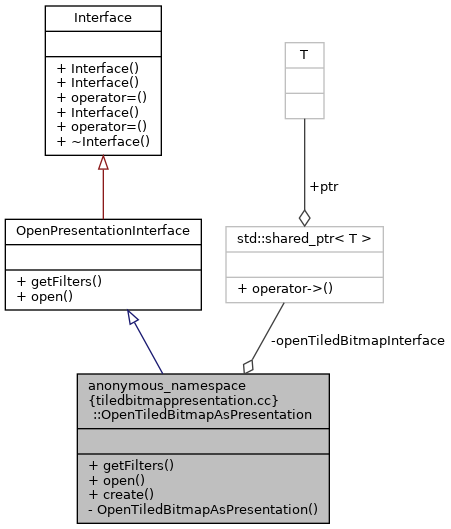 Interface
+ Interface()
+ Interface()
+ operator=()
+ Interface()
+ operator=()
+ ~Interface()
T
+ptr
OpenPresentationInterface
+ getFilters()
+ open()
std::shared_ptr< T >
+ operator->()
-openTiledBitmapInterface
anonymous_namespace
{tiledbitmappresentation.cc}
::OpenTiledBitmapAsPresentation
+ getFilters()
+ open()
+ create()
- OpenTiledBitmapAsPresentation()